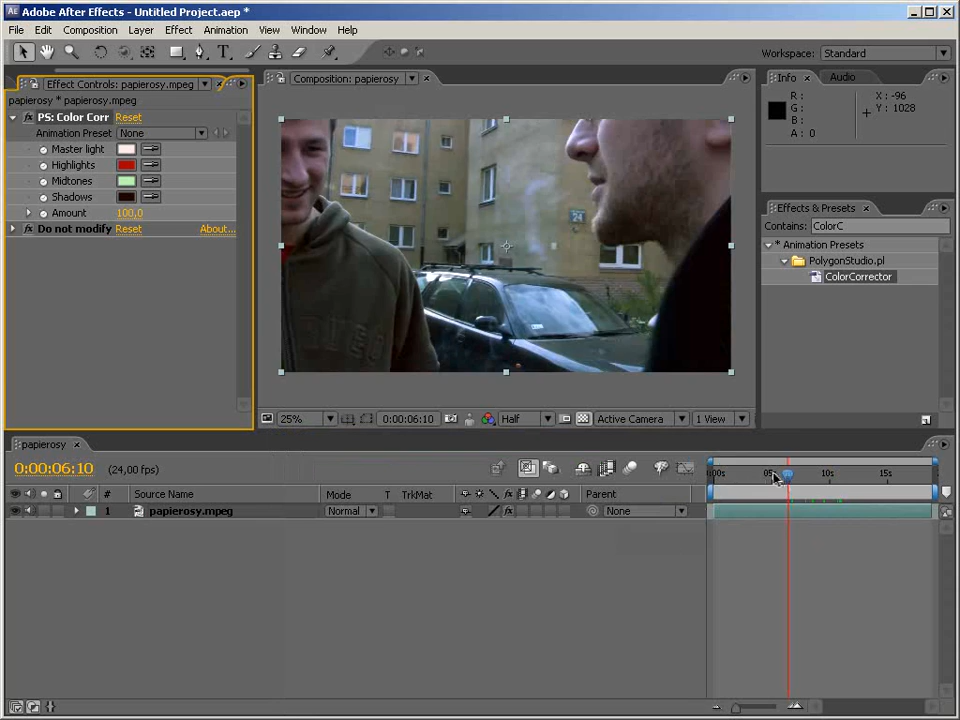 Adobe After Effects - Untitled Project.aep *
File Edit Composition Layer Effect Animation View Window Help
Workspace: Standard
Effect Controls: papierosy.mpeg
papierosy * papierosy.mpeg
fx PS: Color Corr Reset
Animation Preset None
Master light
Highlights
Midtones
Shadows
Amount 100,0
fx Do not modify Reset About...
Composition: papierosy
24
25% 0:00:06:10 Half Active Camera 1 View
Info Audio
R : X : -96
G : Y : 1028
B :
A : 0
Effects & Presets
Contains: ColorC
* Animation Presets
PolygonStudio.pl
ColorCorrector
papierosy
0:00:06:10 (24,00 fps)
:00s 05s 10s 15s
# Source Name Mode T TrkMat Parent
1 papierosy.mpeg Normal None